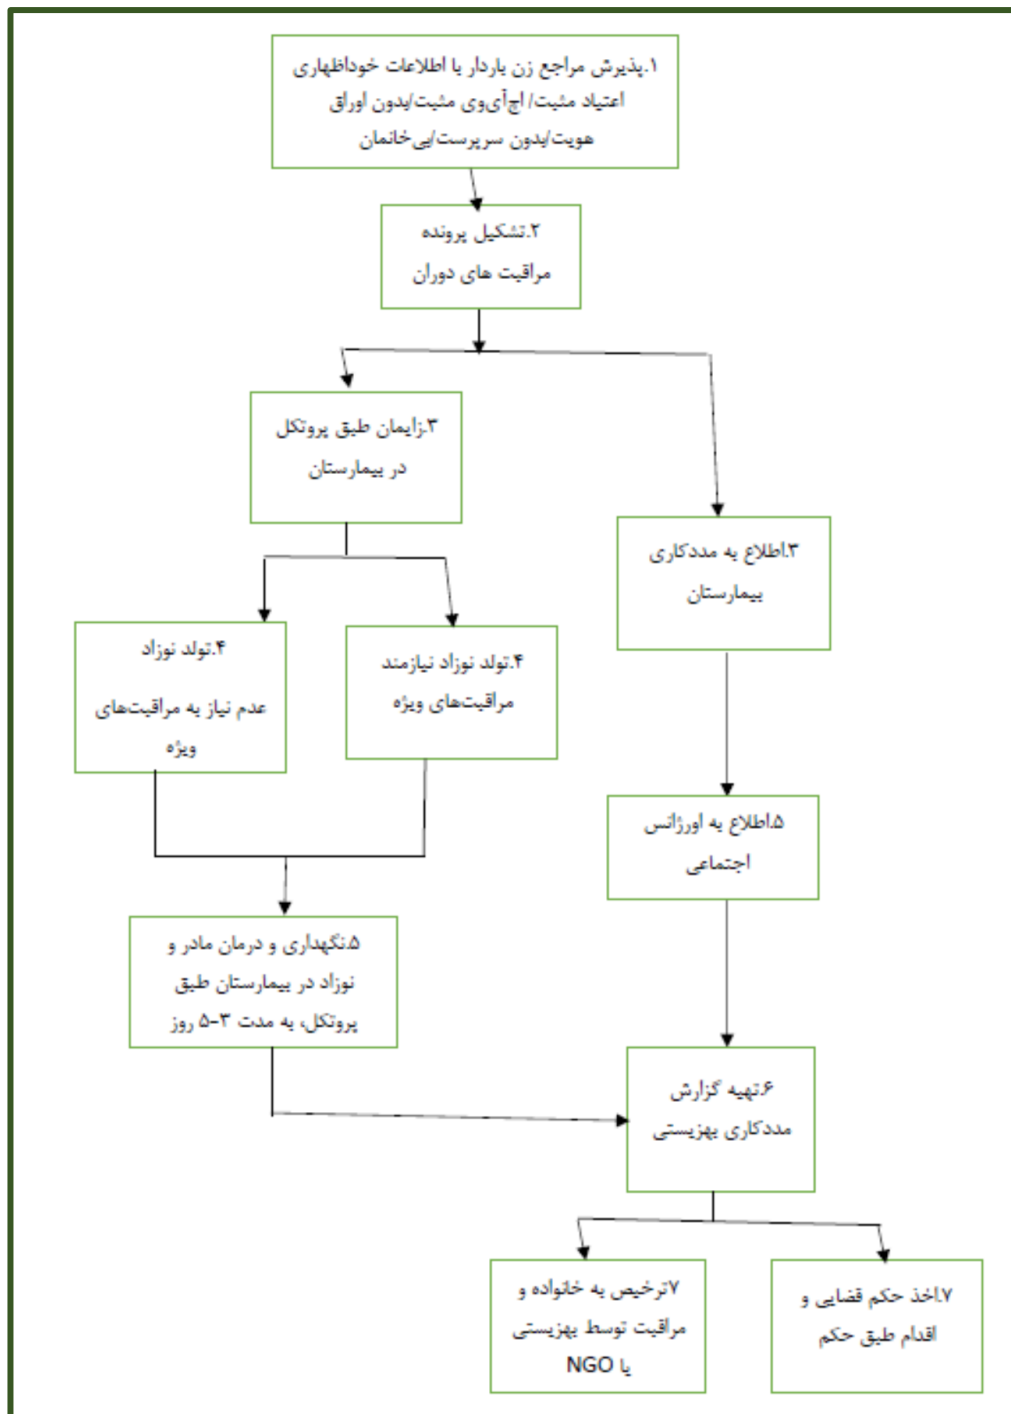 ۱.پذیرش مراجع زن باردار با اطلاعات خوداظهاری
اعتیاد مثبت/ اچ‌آی‌وی مثبت/بدون اوراق
هویت/بدون سرپرست/بی‌خانمان
۲.تشکیل پرونده
مراقبت های دوران
۳.زایمان طبق پروتکل
در بیمارستان
۳.اطلاع به مددکاری
بیمارستان
۴.تولد نوزاد نیازمند
مراقبت‌های ویژه
۴.تولد نوزاد
عدم نیاز به مراقبت‌های
ویژه
۵.اطلاع به اورژانس
اجتماعی
۵.نگهداری و درمان مادر و
نوزاد در بیمارستان طبق
پروتکل، به مدت ۳-۵ روز
۶.تهیه گزارش
مددکاری بهزیستی
۷.اخذ حکم قضایی و
اقدام طبق حکم
۷ترخیص به خانواده و
مراقبت توسط بهزیستی
یا NGO